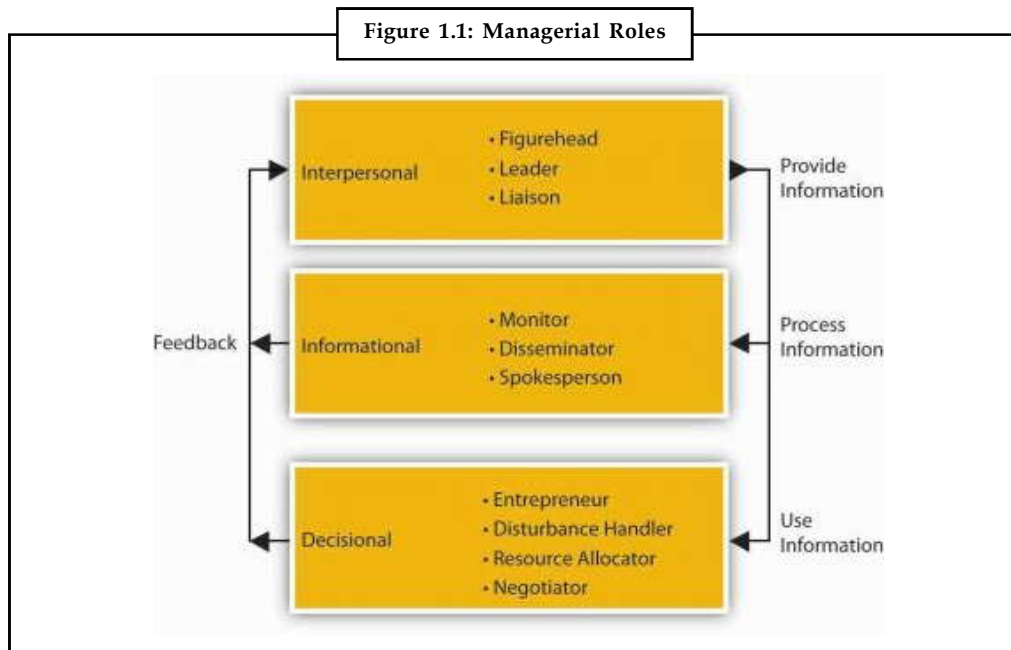 Figure 1.1: Managerial Roles
Interpersonal
• Figurehead
• Leader
• Liaison
Provide
Information
Feedback
Informational
• Monitor
• Disseminator
• Spokesperson
Process
Information
Decisional
• Entrepreneur
• Disturbance Handler
• Resource Allocator
• Negotiator
Use
Information